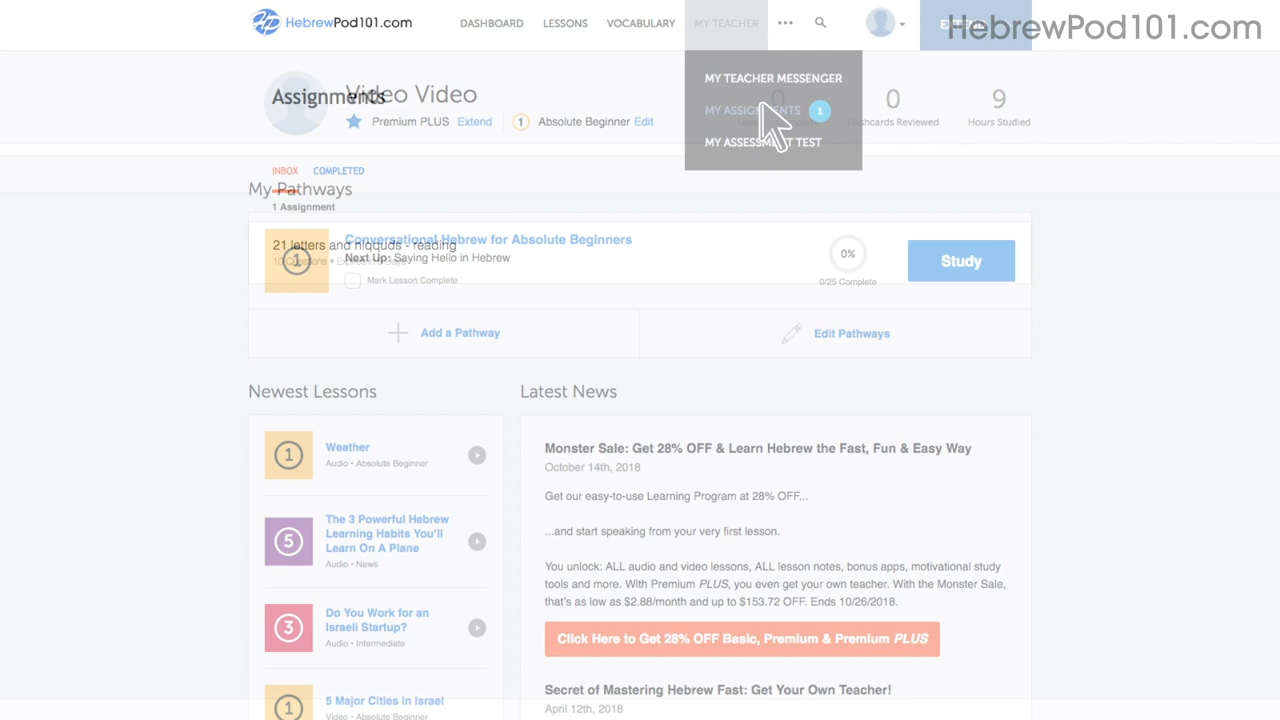 HebrewPod101.com
DASHBOARD
LESSONS
VOCABULARY
MY TEACHER
HebrewPod101.com
MY TEACHER MESSENGER
MY ASSIGNMENTS 1
MY ASSESSMENT TEST
Assignments
Video Video
Premium PLUS Extend
1 Absolute Beginner Edit
0
0
Flashcards Reviewed
9
Hours Studied
INBOX COMPLETED
My Pathways
1 Assignment
21 letters and niqquds - reading
1
Conversational Hebrew for Absolute Beginners
Next Up: Saying Hello in Hebrew
Mark Lesson Complete
0%
0/25 Complete
Study
Add a Pathway
Edit Pathways
Newest Lessons
1
Weather
Audio • Absolute Beginner
5
The 3 Powerful Hebrew
Learning Habits You'll
Learn On A Plane
Audio • News
3
Do You Work for an
Israeli Startup?
Audio • Intermediate
1
5 Major Cities in Israel
Video • Absolute Beginner
Latest News
Monster Sale: Get 28% OFF & Learn Hebrew the Fast, Fun & Easy Way
October 14th, 2018
Get our easy-to-use Learning Program at 28% OFF...
...and start speaking from your very first lesson.
You unlock: ALL audio and video lessons, ALL lesson notes, bonus apps, motivational study
tools and more. With Premium PLUS, you even get your own teacher. With the Monster Sale,
that's as low as $2.88/month and up to $153.72 OFF. Ends 10/26/2018.
Click Here to Get 28% OFF Basic, Premium & Premium PLUS
Secret of Mastering Hebrew Fast: Get Your Own Teacher!
April 12th, 2018